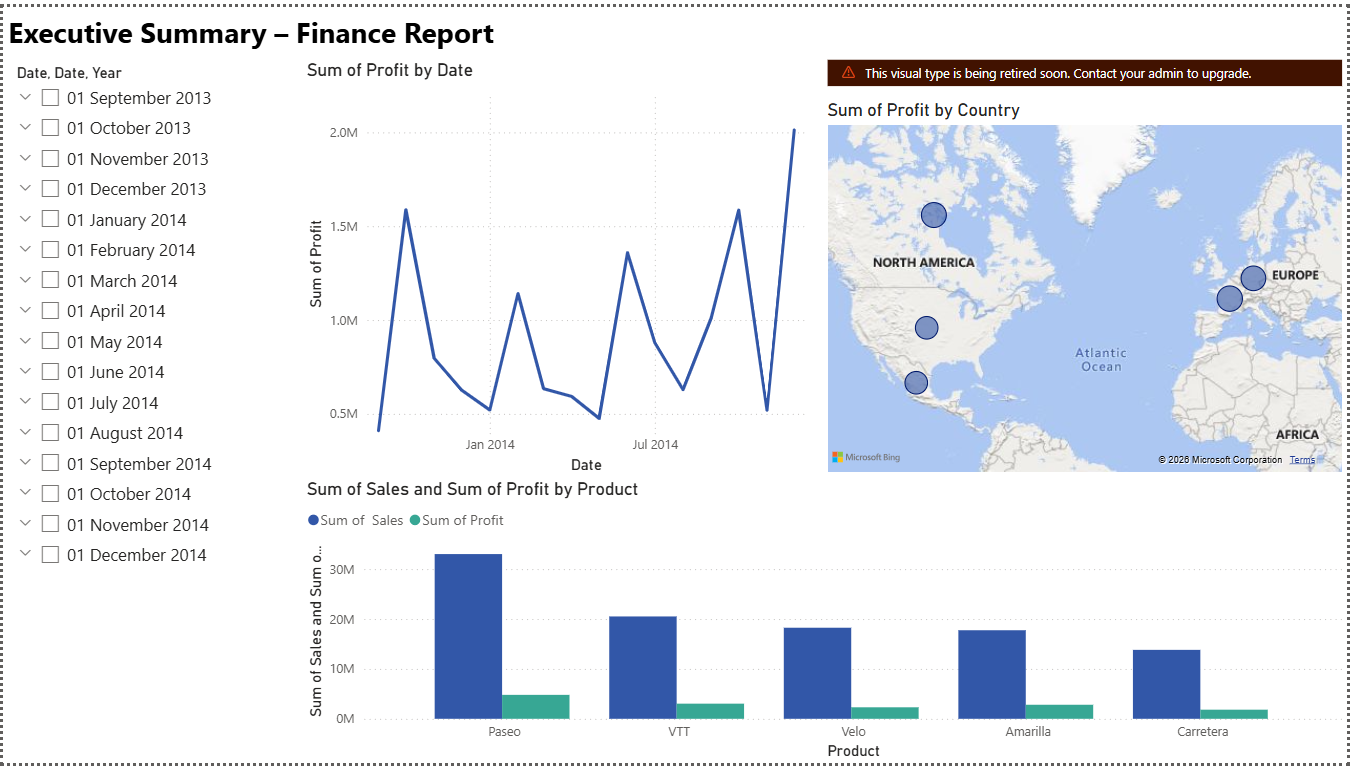 Executive Summary – Finance Report
Date, Date, Year
01 September 2013
01 October 2013
01 November 2013
01 December 2013
01 January 2014
01 February 2014
01 March 2014
01 April 2014
01 May 2014
01 June 2014
01 July 2014
01 August 2014
01 September 2014
01 October 2014
01 November 2014
01 December 2014
Sum of Profit by Date
Sum of Profit
2.0M
1.5M
1.0M
0.5M
Jan 2014
Jul 2014
Date
This visual type is being retired soon. Contact your admin to upgrade.
Sum of Profit by Country
NORTH AMERICA
EUROPE
Atlantic
Ocean
AFRICA
Microsoft Bing
© 2026 Microsoft Corporation Terms
Sum of Sales and Sum of Profit by Product
Sum of Sales Sum of Profit
Sum of Sales and Sum o...
30M
20M
10M
0M
Paseo
VTT
Velo
Amarilla
Carretera
Product